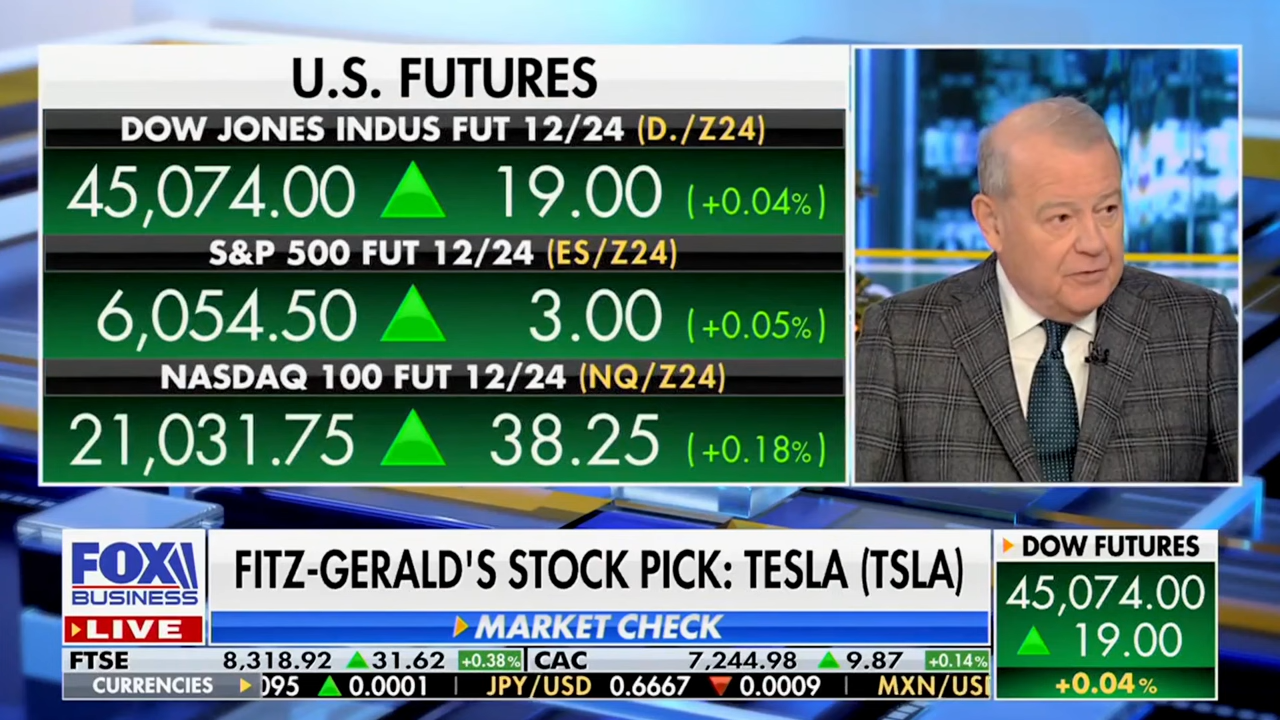 U.S. FUTURES
DOW JONES INDUS FUT 12/24 (D./Z24)
45,074.00 ▲ 19.00 (+0.04%)
S&P 500 FUT 12/24 (ES/Z24)
6,054.50 ▲ 3.00 (+0.05%)
NASDAQ 100 FUT 12/24 (NQ/Z24)
21,031.75 ▲ 38.25 (+0.18%)
FOX
BUSINESS
LIVE
FITZ-GERALD'S STOCK PICK: TESLA (TSLA)
MARKET CHECK
DOW FUTURES
45,074.00
▲ 19.00
+0.04%
FTSE 8,318.92 ▲ 31.62 +0.38% CAC 7,244.98 ▲ 9.87 +0.14%
CURRENCIES 095 ▲ 0.0001 | JPY/USD 0.6667 ▼ 0.0009 | MXN/US